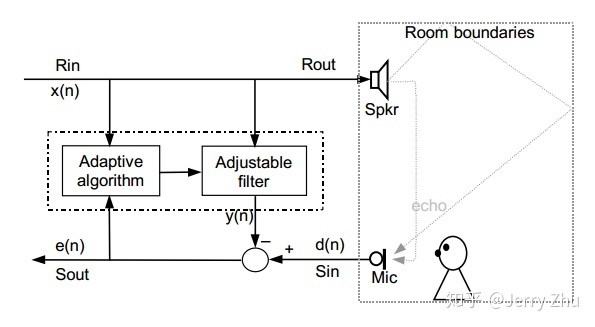 Room boundaries
Rin
Rout
x(n)
Spkr
Adaptive
algorithm
Adjustable
filter
echo
y(n)
−
+
e(n)
d(n)
Sout
Sin
Mic
知乎 @Jerry Zhu